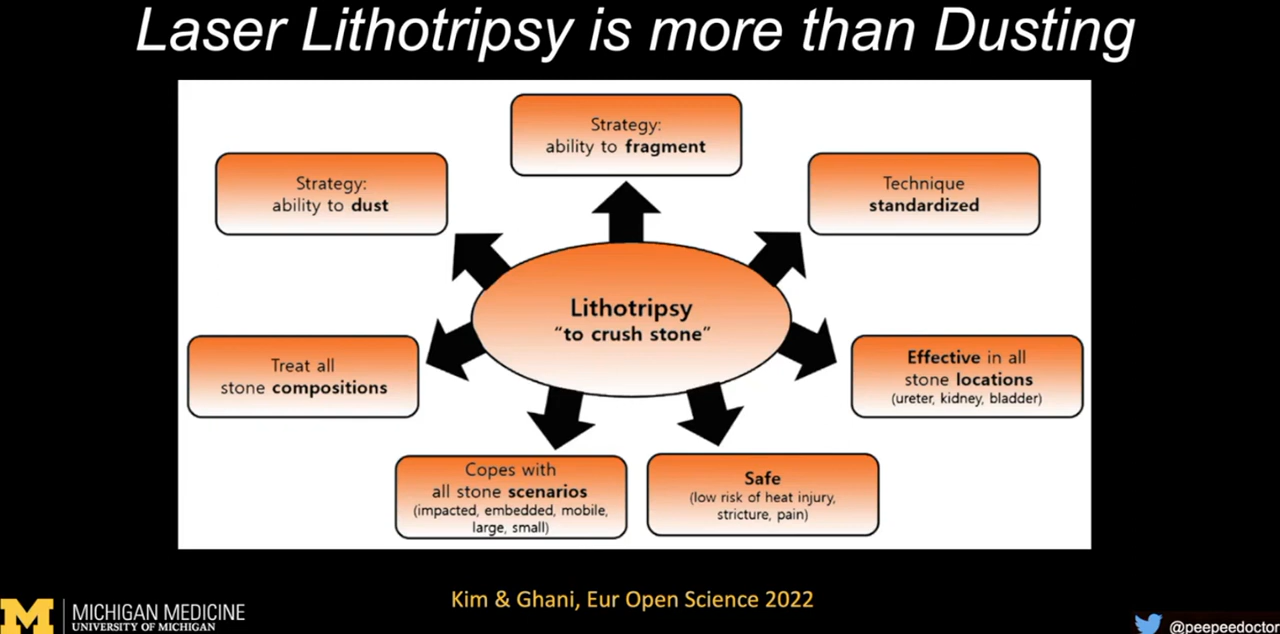 Laser Lithotripsy is more than Dusting
Strategy:
ability to fragment
Strategy:
ability to dust
Technique
standardized
Lithotripsy
“to crush stone”
Treat all
stone compositions
Effective in all
stone locations
(ureter, kidney, bladder)
Copes with
all stone scenarios
(impacted, embedded, mobile,
large, small)
Safe
(low risk of heat injury,
stricture, pain)
Kim & Ghani, Eur Open Science 2022
M
MICHIGAN MEDICINE
UNIVERSITY OF MICHIGAN
@peepeedoctor